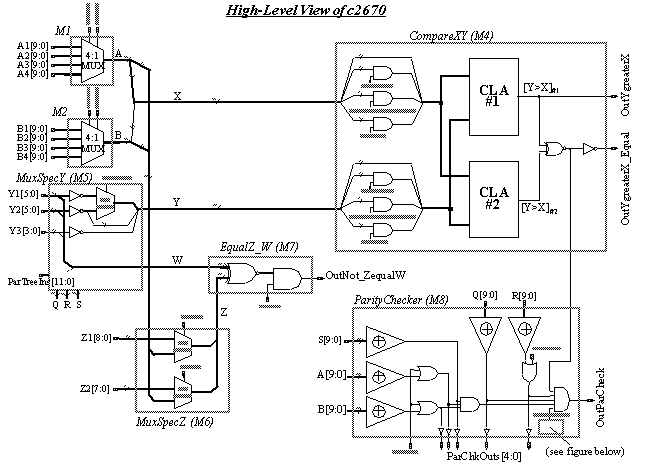 High-Level View of c2670
M1
A1[9:0]
A2[9:0]
A3[9:0]
A4[9:0]
4:1
MUX
A
M2
B1[9:0]
B2[9:0]
B3[9:0]
B4[9:0]
4:1
MUX
B
X
CompareXY (M4)
CLA
#1
[Y>X]#1
OutYgreaterX
CLA
#2
[Y>X]#2
OutYgreaterX_Equal
MuxSpecY (M5)
Y1[5:0]
Y2[5:0]
Y3[3:0]
Y
ParTreeIns[11:0]
Q R S
W
EqualZ_W (M7)
OutNot_ZequalW
Z
Z1[8:0]
Z2[7:0]
MuxSpecZ (M6)
ParityChecker (M8)
Q[9:0]
R[9:0]
S[9:0]
A[9:0]
B[9:0]
OutParCheck
ParChkOuts[4:0]
(see figure below)